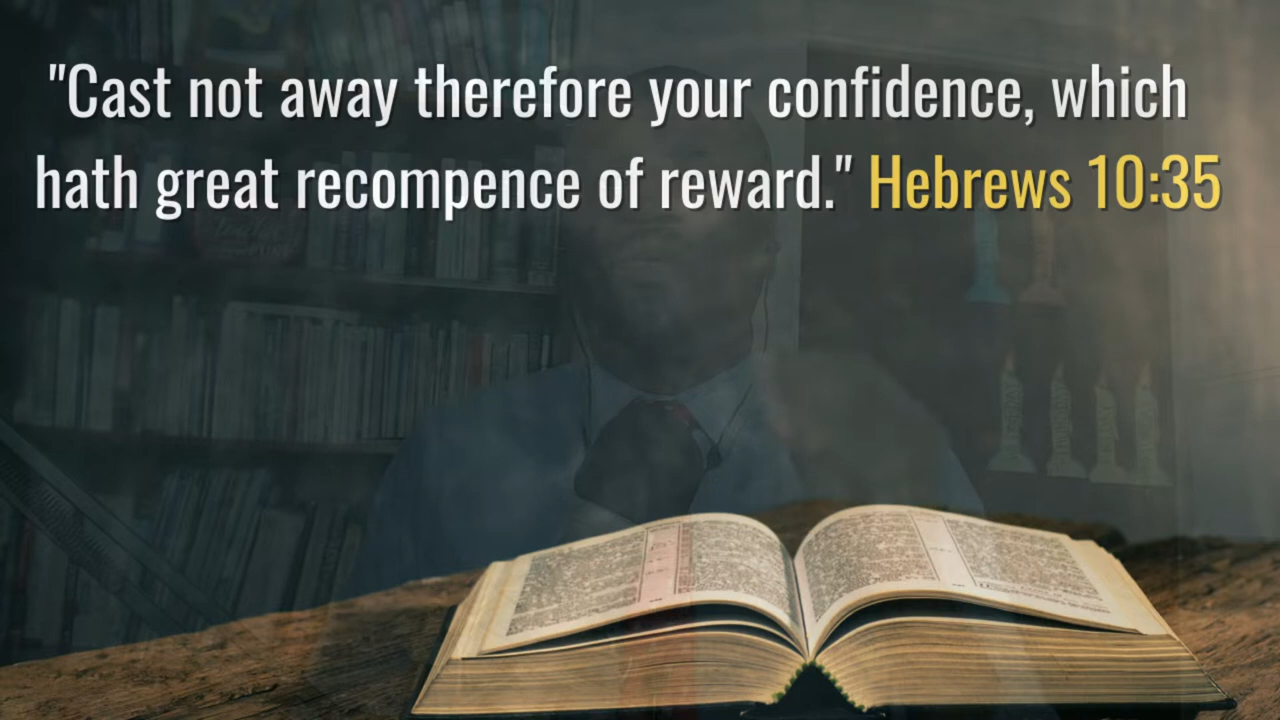 "Cast not away therefore your confidence, which
hath great recompence of reward." Hebrews 10:35